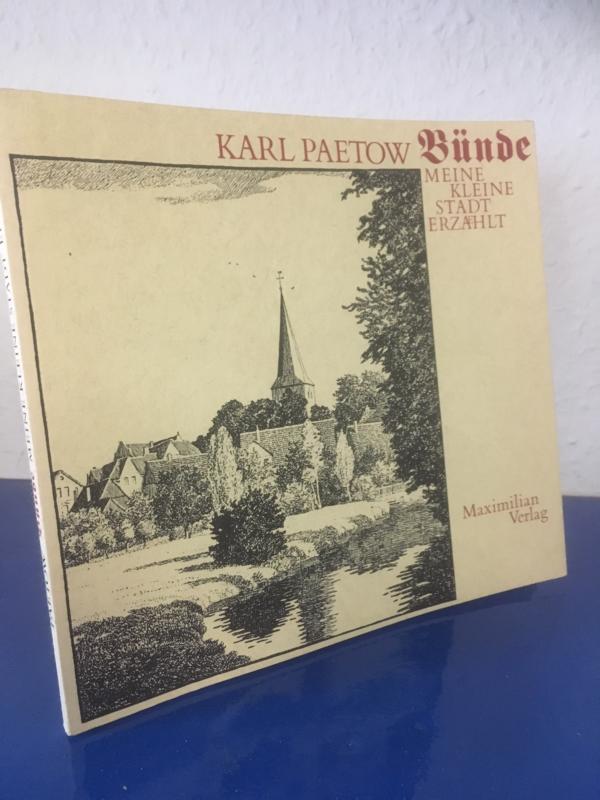 KARL PAETOW Bünde
MEINE
KLEINE
STADT
ERZÄHLT
Maximilian
Verlag